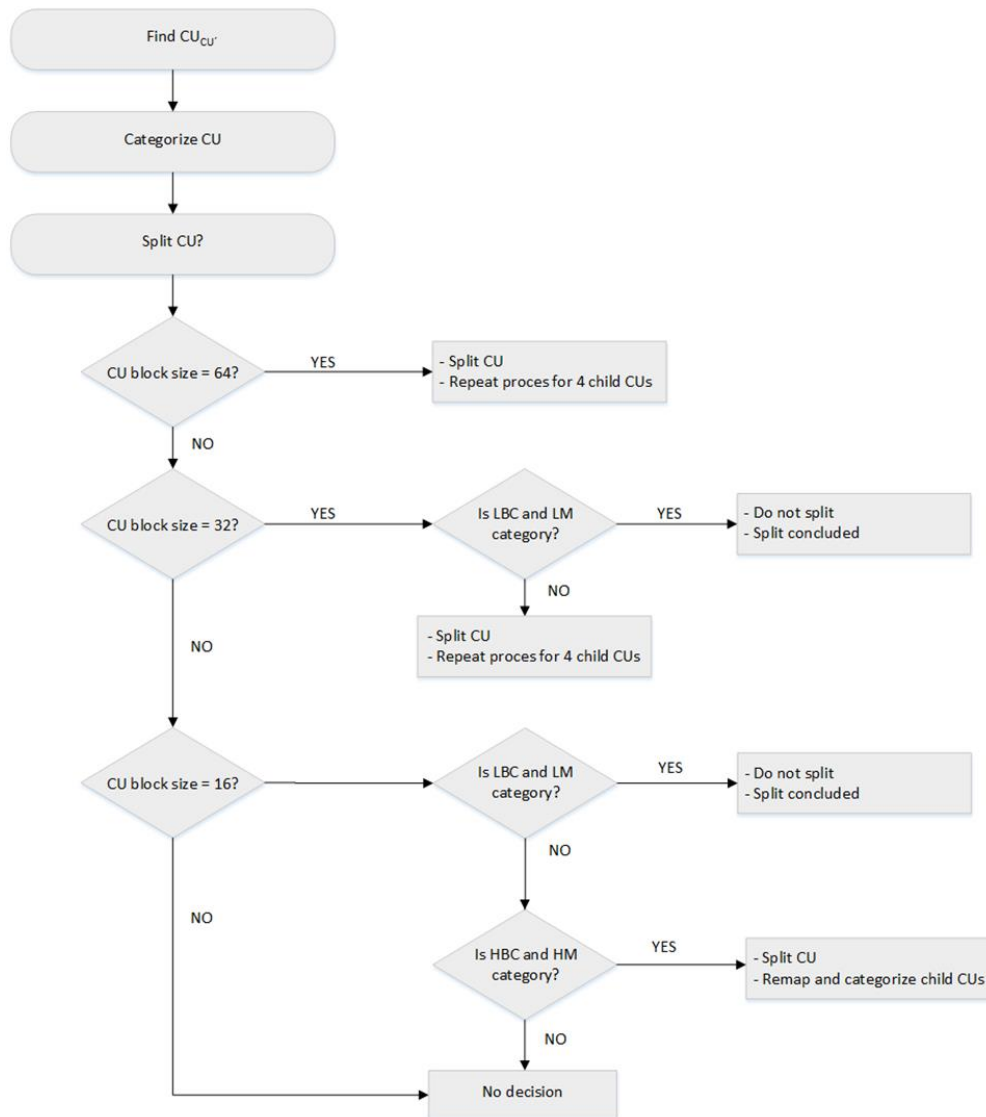 Find CUCU'
Categorize CU
Split CU?
CU block size = 64?
YES
- Split CU
- Repeat proces for 4 child CUs
NO
CU block size = 32?
YES
Is LBC and LM
category?
YES
- Do not split
- Split concluded
NO
- Split CU
- Repeat proces for 4 child CUs
NO
CU block size = 16?
Is LBC and LM
category?
YES
- Do not split
- Split concluded
NO
NO
Is HBC and HM
category?
YES
- Split CU
- Remap and categorize child CUs
NO
No decision